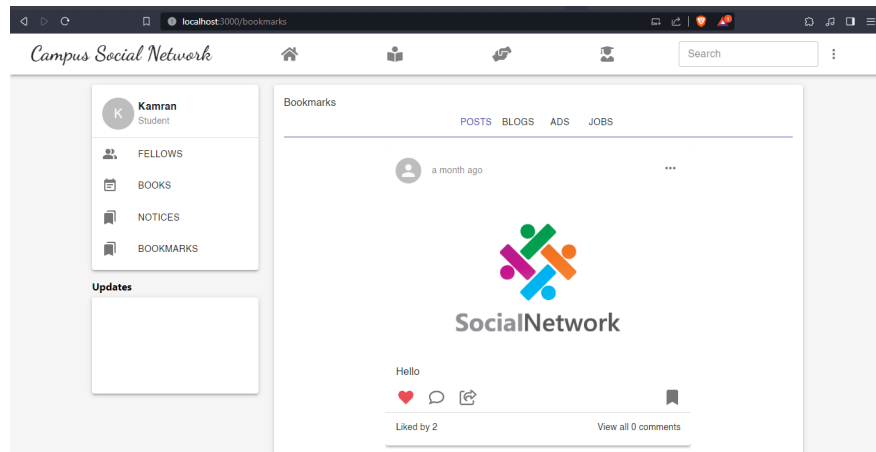 localhost:3000/bookmarks
Campus Social Network
Search
K
Kamran
Student
FELLOWS
BOOKS
NOTICES
BOOKMARKS
Updates
Bookmarks
POSTS BLOGS ADS JOBS
a month ago
SocialNetwork
Hello
Liked by 2
View all 0 comments